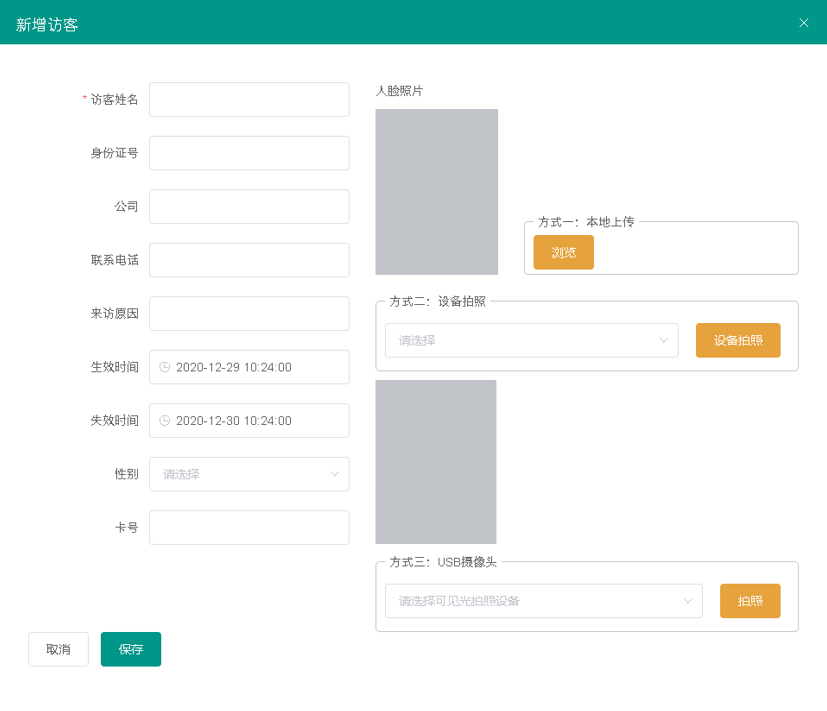 新增访客
* 访客姓名
身份证号
公司
联系电话
来访原因
生效时间 2020-12-29 10:24:00
失效时间 2020-12-30 10:24:00
性别 请选择
卡号
人脸照片
方式一：本地上传
浏览
方式二：设备拍照
请选择 设备拍照
方式三：USB摄像头
请选择可见光拍照设备 拍照
取消 保存